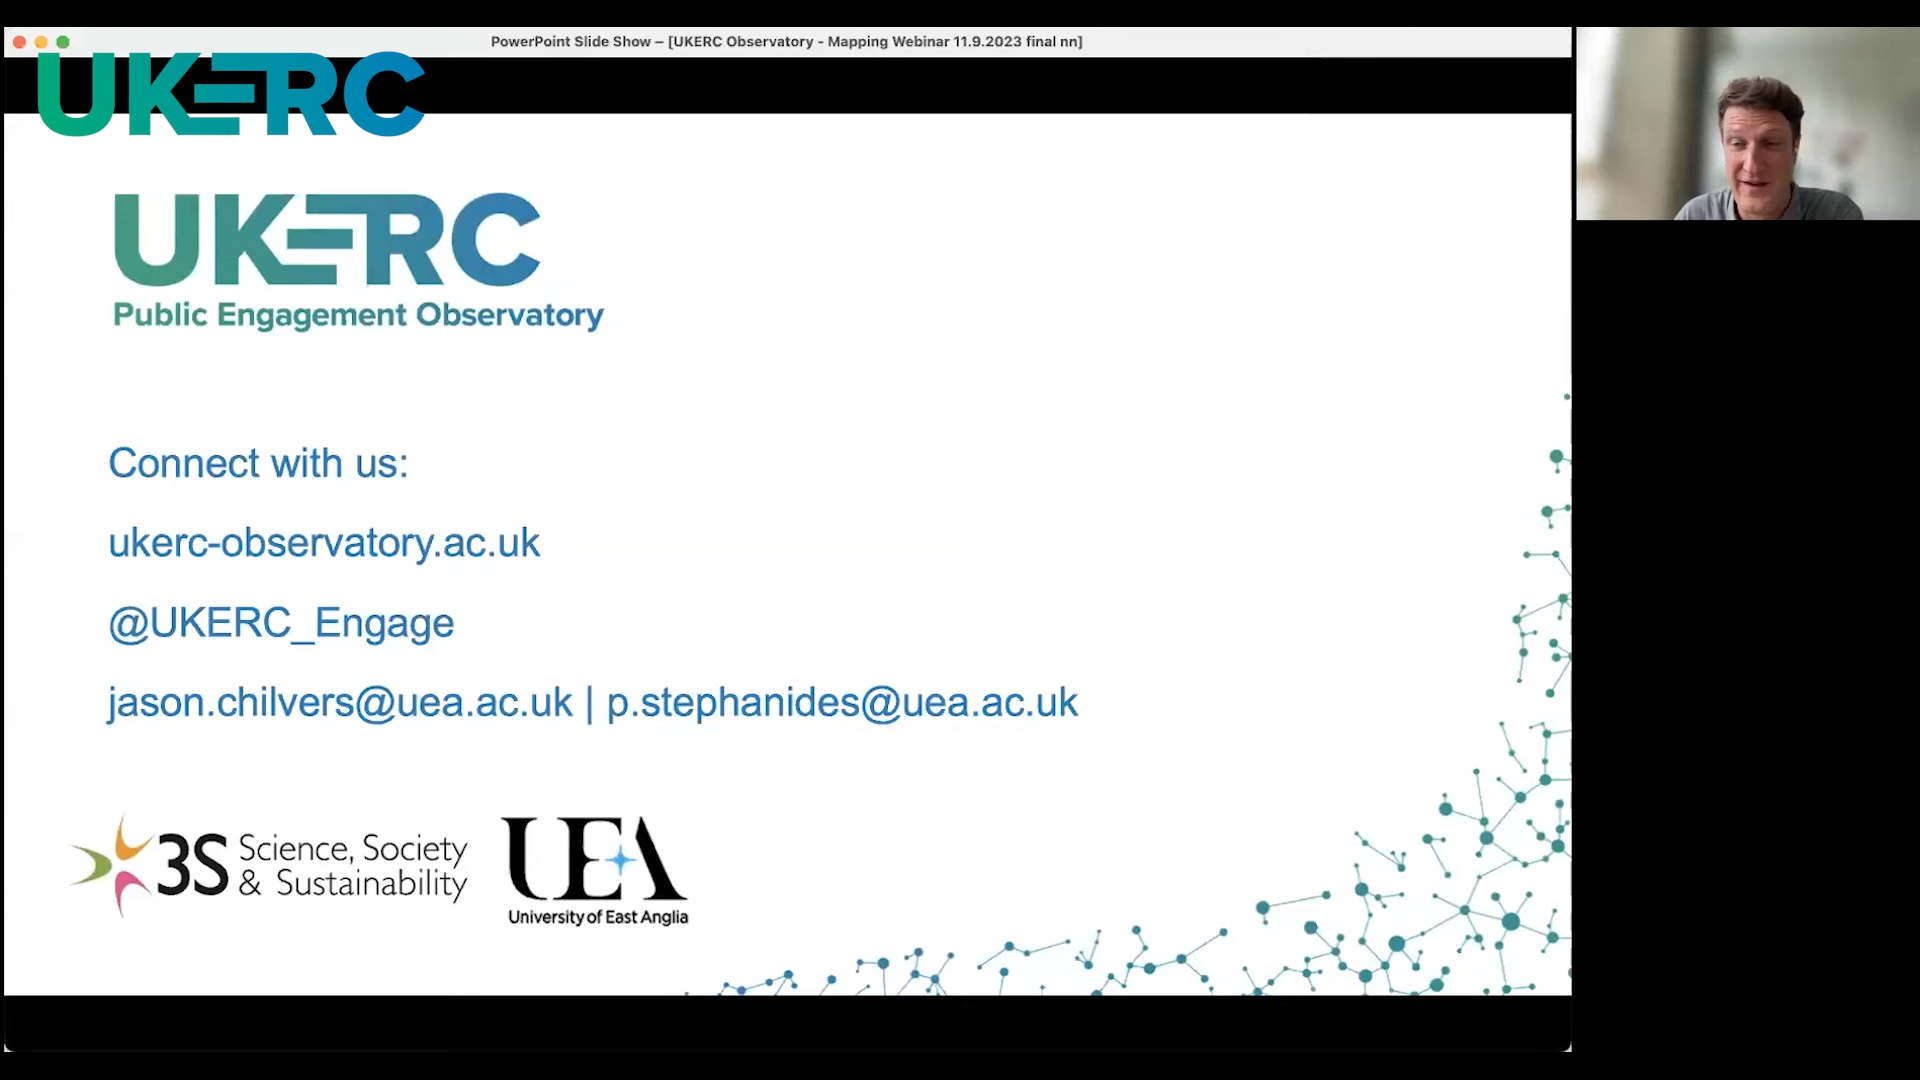 PowerPoint Slide Show – [UKERC Observatory - Mapping Webinar 11.9.2023 final nn]
UKERC
UKERC
Public Engagement Observatory
Connect with us:
ukerc-observatory.ac.uk
@UKERC_Engage
jason.chilvers@uea.ac.uk | p.stephanides@uea.ac.uk
3S Science, Society
& Sustainability
UEA
University of East Anglia